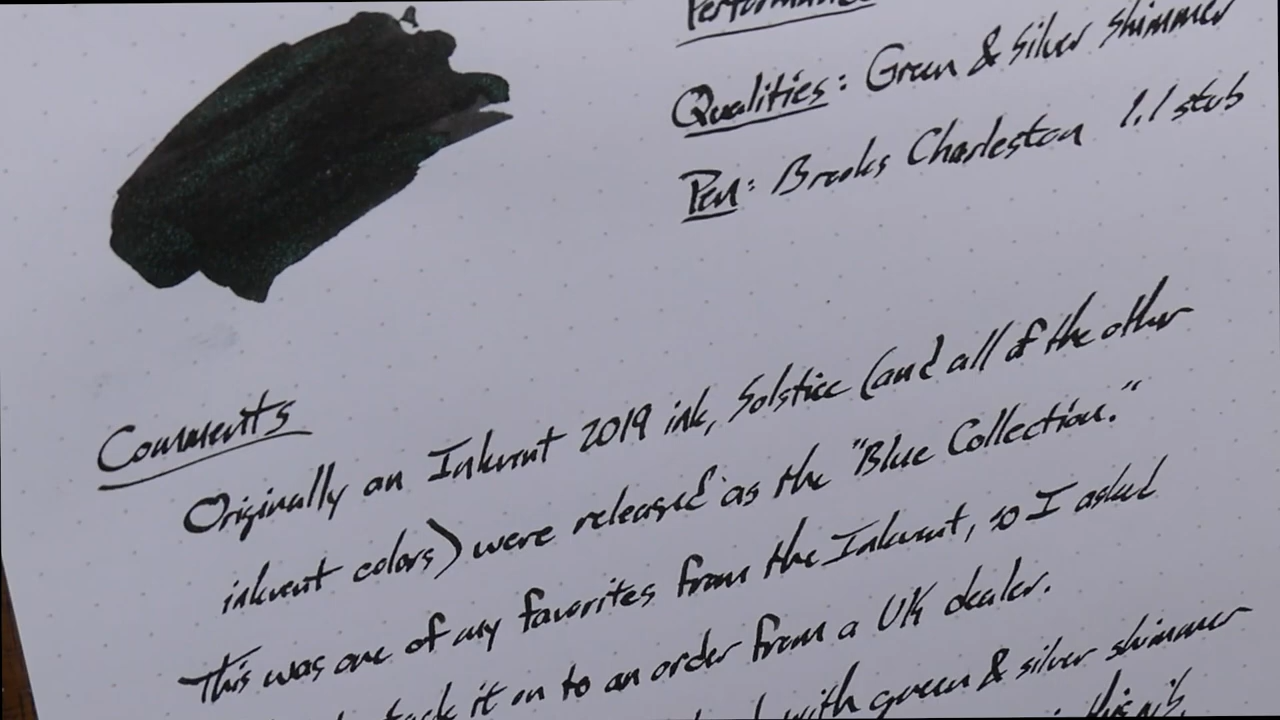 Performance
Qualities: Green & Silver Shimmer
Pen: Brooks Charleston 1.1 stub
Comments
Originally an Inkvent 2019 ink, Solstice (and all of the other
inkvent colors) were released as the "Blue Collection."
This was one of my favorites from the Inkvent, so I asked
tack it on to an order from a UK dealer.
with green & silver shimmer
this nib.